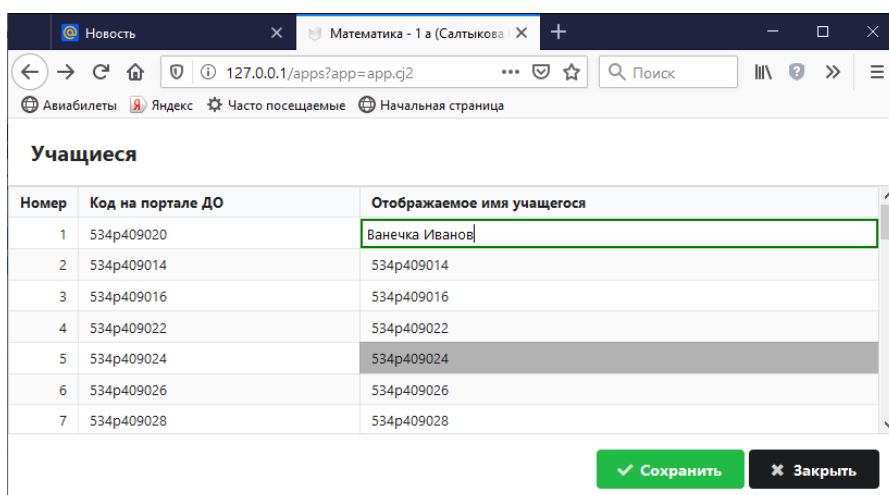 Новость
Математика - 1 а (Салтыкова
127.0.0.1/apps?app=app.cj2
Поиск
Авиабилеты Яндекс Часто посещаемые Начальная страница
Учащиеся
Номер Код на портале ДО Отображаемое имя учащегося
1 534p409020 Ванечка Иванов
2 534p409014 534p409014
3 534p409016 534p409016
4 534p409022 534p409022
5 534p409024 534p409024
6 534p409026 534p409026
7 534p409028 534p409028
Сохранить Закрыть